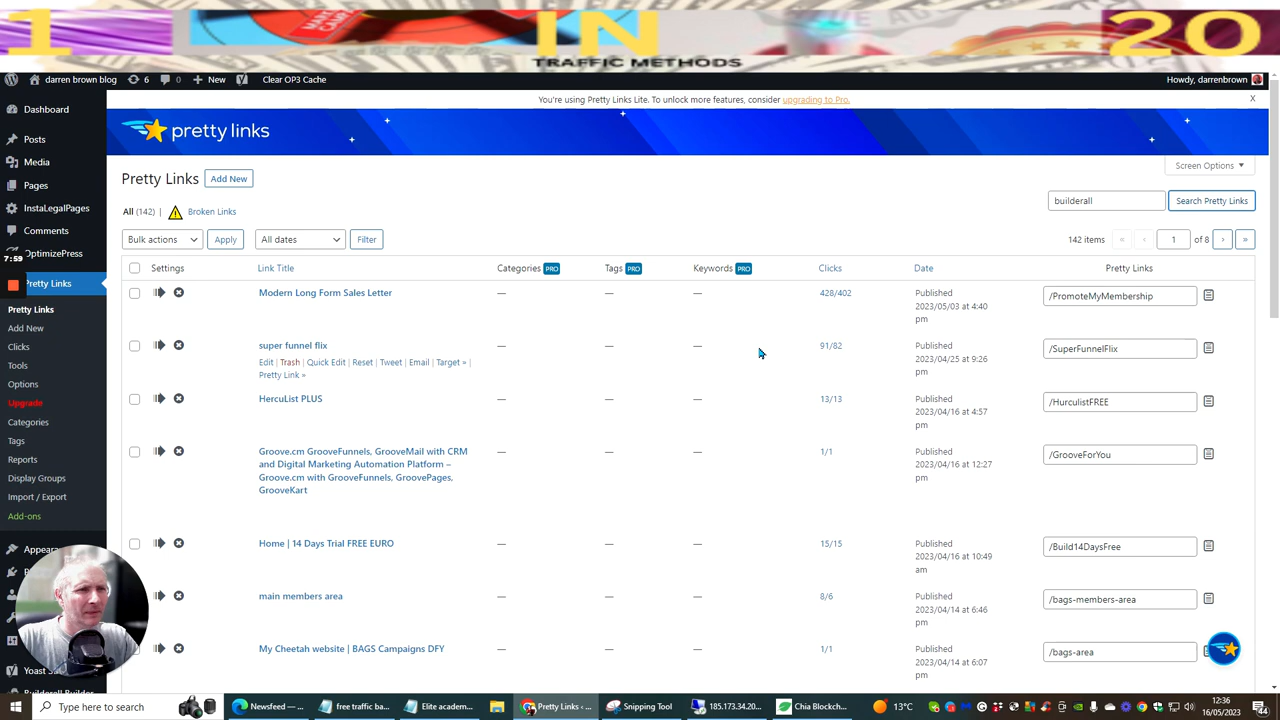 1 IN 20
TRAFFIC METHODS
darren brown blog 6 0 New Clear OP3 Cache Howdy, darrenbrown
Dashboard
Posts
Media
Pages
InstaLegalPages
Comments
OptimizePress
7:59
Pretty Links
Pretty Links
Add New
Clicks
Tools
Options
Upgrade
Categories
Tags
Reports
Display Groups
Import / Export
Add-ons
Appeara
Yoast S
Builderall Builder
You're using Pretty Links Lite. To unlock more features, consider upgrading to Pro. X
pretty links
Screen Options
Pretty Links Add New
builderall Search Pretty Links
All (142) | Broken Links
Bulk actions Apply All dates Filter 142 items « ‹ 1 of 8 › »
Settings Link Title Categories PRO Tags PRO Keywords PRO Clicks Date Pretty Links
Modern Long Form Sales Letter — — — 428/402 Published 2023/05/03 at 4:40 pm /PromoteMyMembership
super funnel flix — — — 91/82 Published 2023/04/25 at 9:26 pm /SuperFunnelFlix
Edit | Trash | Quick Edit | Reset | Tweet | Email | Target » |
Pretty Link »
HercuList PLUS — — — 13/13 Published 2023/04/16 at 4:57 pm /HurculistFREE
Groove.cm GrooveFunnels, GrooveMail with CRM — — — 1/1 Published 2023/04/16 at 12:27 pm /GrooveForYou
and Digital Marketing Automation Platform –
Groove.cm with GrooveFunnels, GroovePages,
GrooveKart
Home | 14 Days Trial FREE EURO — — — 15/15 Published 2023/04/16 at 10:49 am /Build14DaysFree
main members area — — — 8/6 Published 2023/04/14 at 6:46 pm /bags-members-area
My Cheetah website | BAGS Campaigns DFY — — — 1/1 Published 2023/04/14 at 6:07 pm /bags-area
Type here to search Newsfeed — ... free traffic ba... Elite academ... Pretty Links ‹ ... Snipping Tool 185.173.34.20... Chia Blockch... 13°C 12:36
16/05/2023